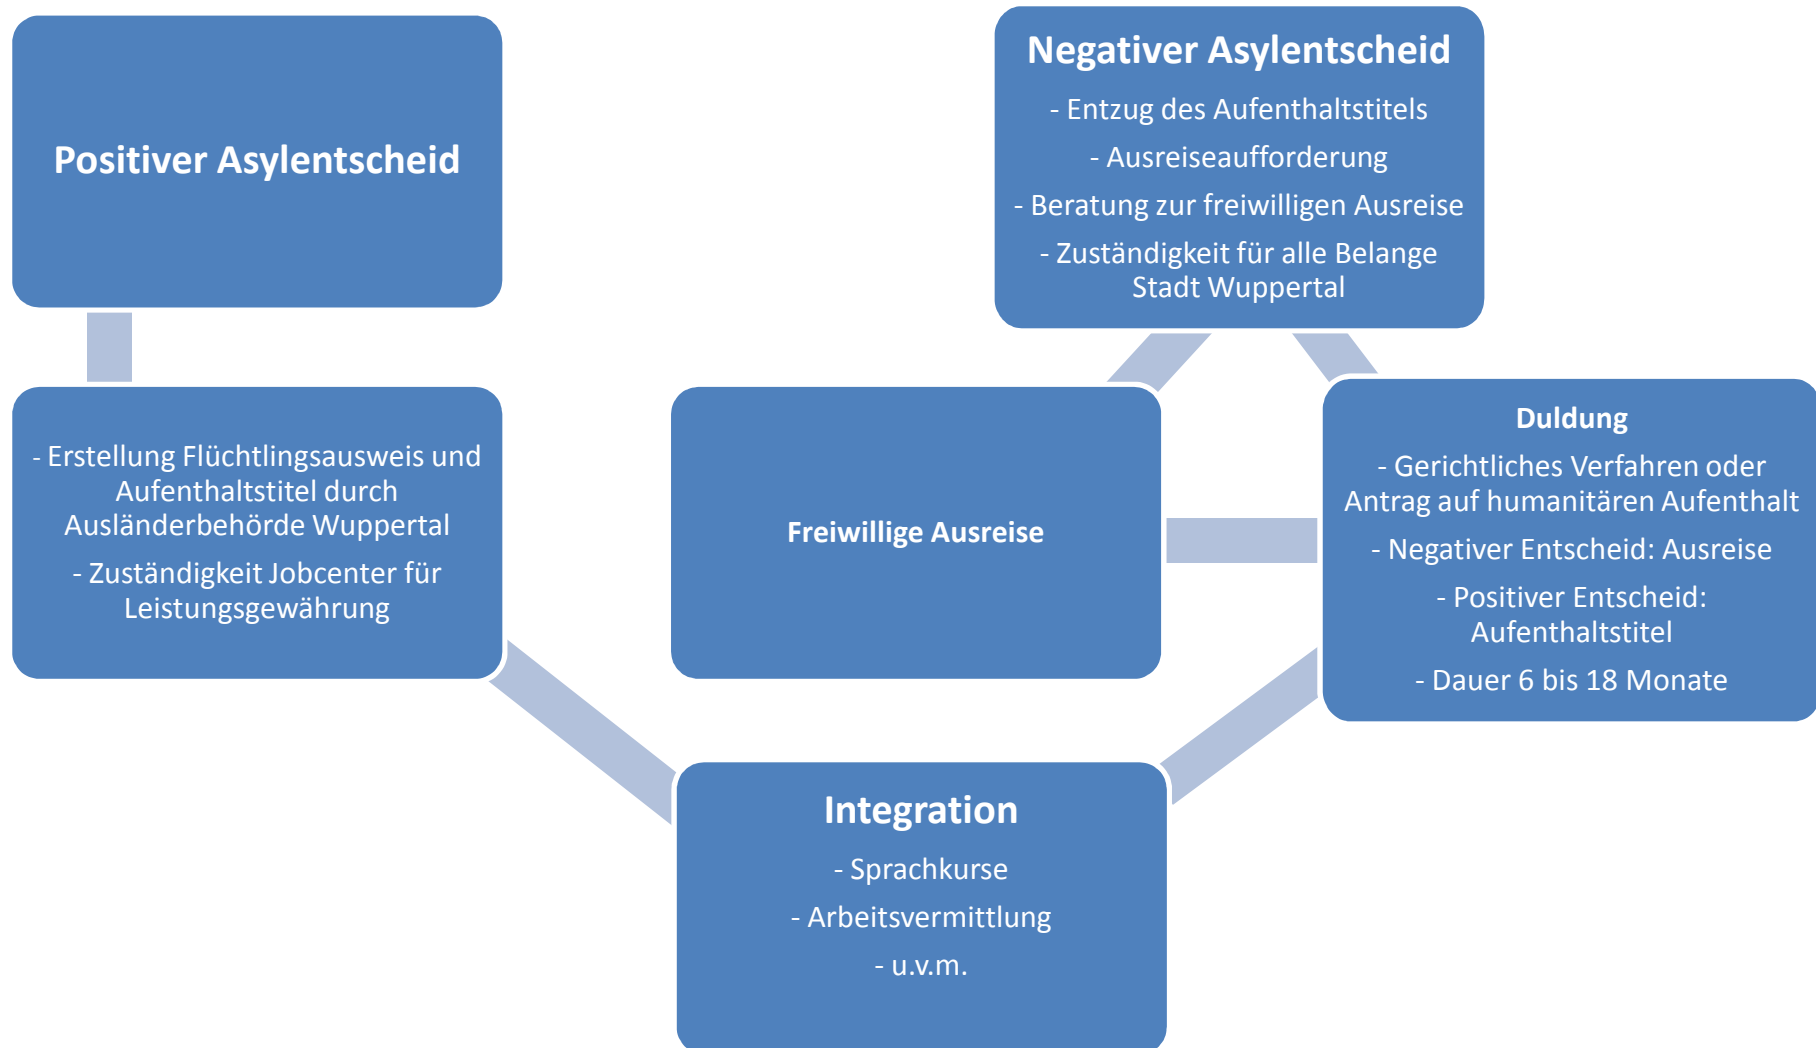 Positiver Asylentscheid
- Erstellung Flüchtlingsausweis und
Aufenthaltstitel durch
Ausländerbehörde Wuppertal
- Zuständigkeit Jobcenter für
Leistungsgewährung
Negativer Asylentscheid
- Entzug des Aufenthaltstitels
- Ausreiseaufforderung
- Beratung zur freiwilligen Ausreise
- Zuständigkeit für alle Belange
Stadt Wuppertal
Freiwillige Ausreise
Duldung
- Gerichtliches Verfahren oder
Antrag auf humanitären Aufenthalt
- Negativer Entscheid: Ausreise
- Positiver Entscheid:
Aufenthaltstitel
- Dauer 6 bis 18 Monate
Integration
- Sprachkurse
- Arbeitsvermittlung
- u.v.m.